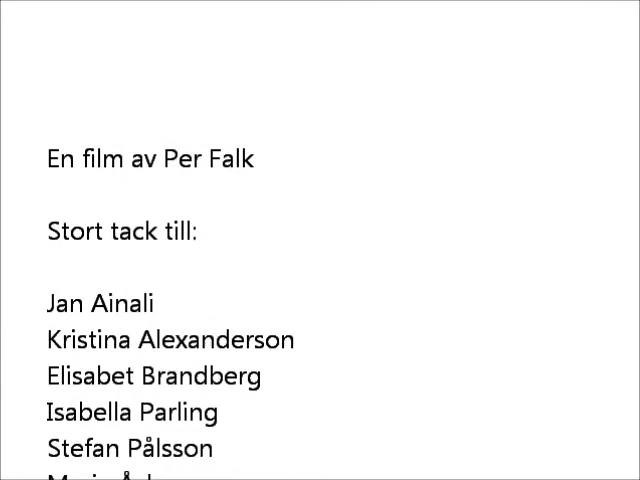 En film av Per Falk
Stort tack till:
Jan Ainali
Kristina Alexanderson
Elisabet Brandberg
Isabella Parling
Stefan Pålsson